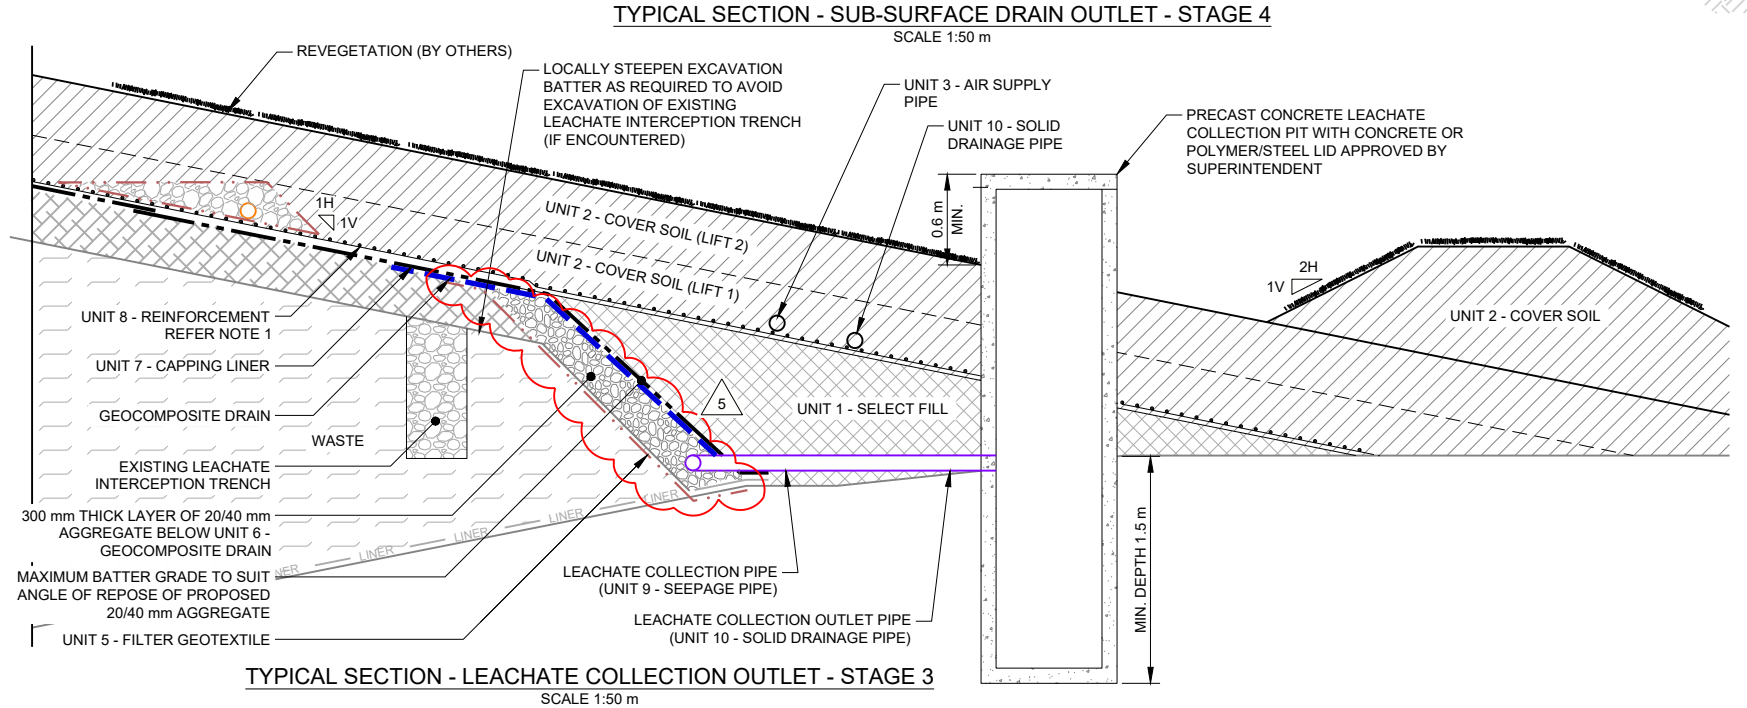 TYPICAL SECTION - SUB-SURFACE DRAIN OUTLET - STAGE 4
SCALE 1:50 m
REVEGETATION (BY OTHERS)
LOCALLY STEEPEN EXCAVATION
BATTER AS REQUIRED TO AVOID
EXCAVATION OF EXISTING
LEACHATE INTERCEPTION TRENCH
(IF ENCOUNTERED)
UNIT 3 - AIR SUPPLY
PIPE
UNIT 10 - SOLID
DRAINAGE PIPE
PRECAST CONCRETE LEACHATE
COLLECTION PIT WITH CONCRETE OR
POLYMER/STEEL LID APPROVED BY
SUPERINTENDENT
0.6 m
MIN.
1H
1V
UNIT 2 - COVER SOIL (LIFT 2)
UNIT 2 - COVER SOIL (LIFT 1)
2H
1V
UNIT 2 - COVER SOIL
UNIT 8 - REINFORCEMENT
REFER NOTE 1
UNIT 7 - CAPPING LINER
GEOCOMPOSITE DRAIN
5
UNIT 1 - SELECT FILL
WASTE
EXISTING LEACHATE
INTERCEPTION TRENCH
300 mm THICK LAYER OF 20/40 mm
AGGREGATE BELOW UNIT 6 -
GEOCOMPOSITE DRAIN
MAXIMUM BATTER GRADE TO SUIT
ANGLE OF REPOSE OF PROPOSED
20/40 mm AGGREGATE
UNIT 5 - FILTER GEOTEXTILE
NER
LINER
LINER
LINER
LINER
LEACHATE COLLECTION PIPE
(UNIT 9 - SEEPAGE PIPE)
LEACHATE COLLECTION OUTLET PIPE
(UNIT 10 - SOLID DRAINAGE PIPE)
MIN. DEPTH 1.5 m
TYPICAL SECTION - LEACHATE COLLECTION OUTLET - STAGE 3
SCALE 1:50 m